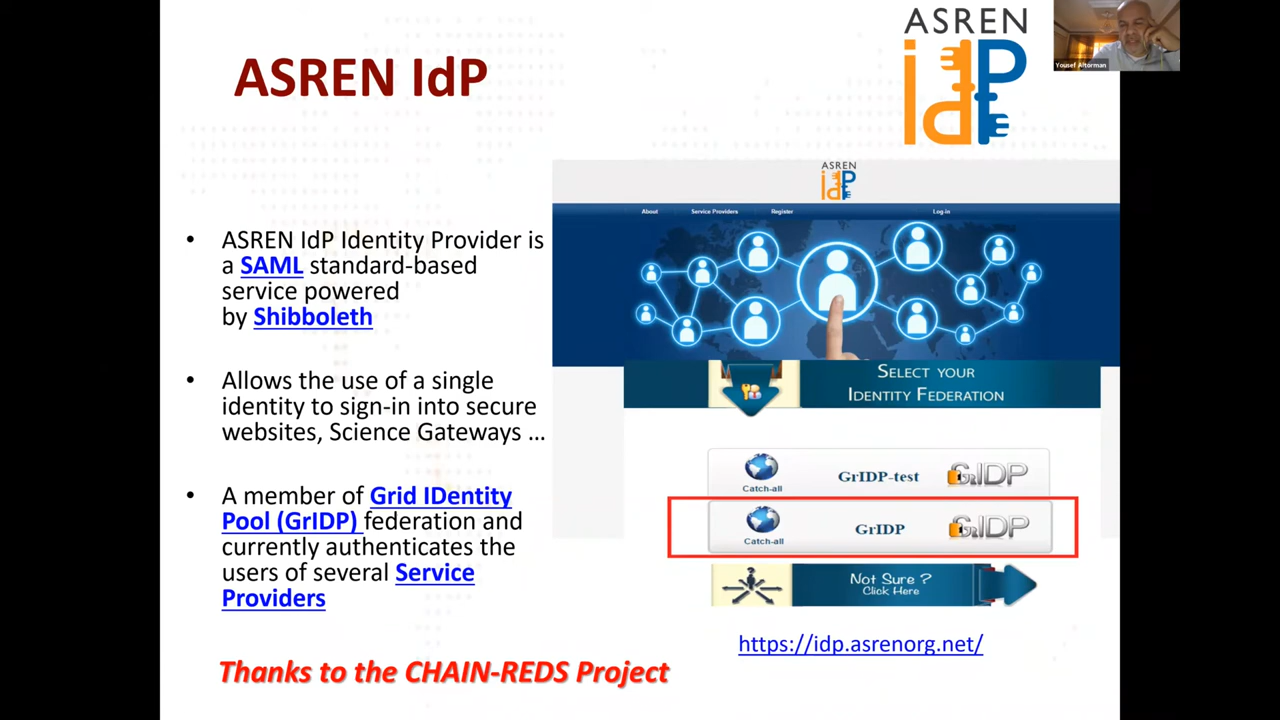 ASREN IdP
ASREN
idP
Yousef Altorman
• ASREN IdP Identity Provider is
a SAML standard-based
service powered
by Shibboleth
• Allows the use of a single
identity to sign-in into secure
websites, Science Gateways ...
• A member of Grid IDentity
Pool (GrIDP) federation and
currently authenticates the
users of several Service
Providers
Thanks to the CHAIN-REDS Project
ASREN
idP
About Service Providers Register Log-in
SELECT YOUR
IDENTITY FEDERATION
Catch-all GrIDP-test GRIDP
Catch-all GrIDP GRIDP
NOT SURE ?
CLICK HERE
https://idp.asrenorg.net/